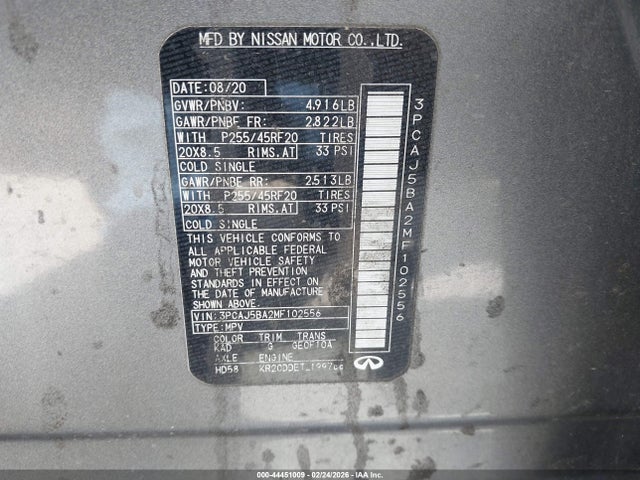 MFD BY NISSAN MOTOR CO.,LTD.
DATE:08/20
GVWR/PNBV: 4,916LB
GAWR/PNBE FR: 2,822LB
WITH P255/45RF20 TIRES
20X8.5 RIMS,AT 33 PSI
COLD SINGLE
GAWR/PNBE RR: 2,513LB
WITH P255/45RF20 TIRES
20X8.5 RIMS,AT 33 PSI
COLD SINGLE
THIS VEHICLE CONFORMS TO
ALL APPLICABLE FEDERAL
MOTOR VEHICLE SAFETY
AND THEFT PREVENTION
STANDARDS IN EFFECT ON THE
DATE OF MANUFACTURE
SHOWN ABOVE.
VIN: 3PCAJ5BA2MF102556
TYPE: MPV
COLOR TRIM TRANS
KAD G
AXLE ENGINE
HD58
3PCAJ5BA2MF102556
000-44451009 - 02/24/2026 - COPYRIGHT IAA, LLC